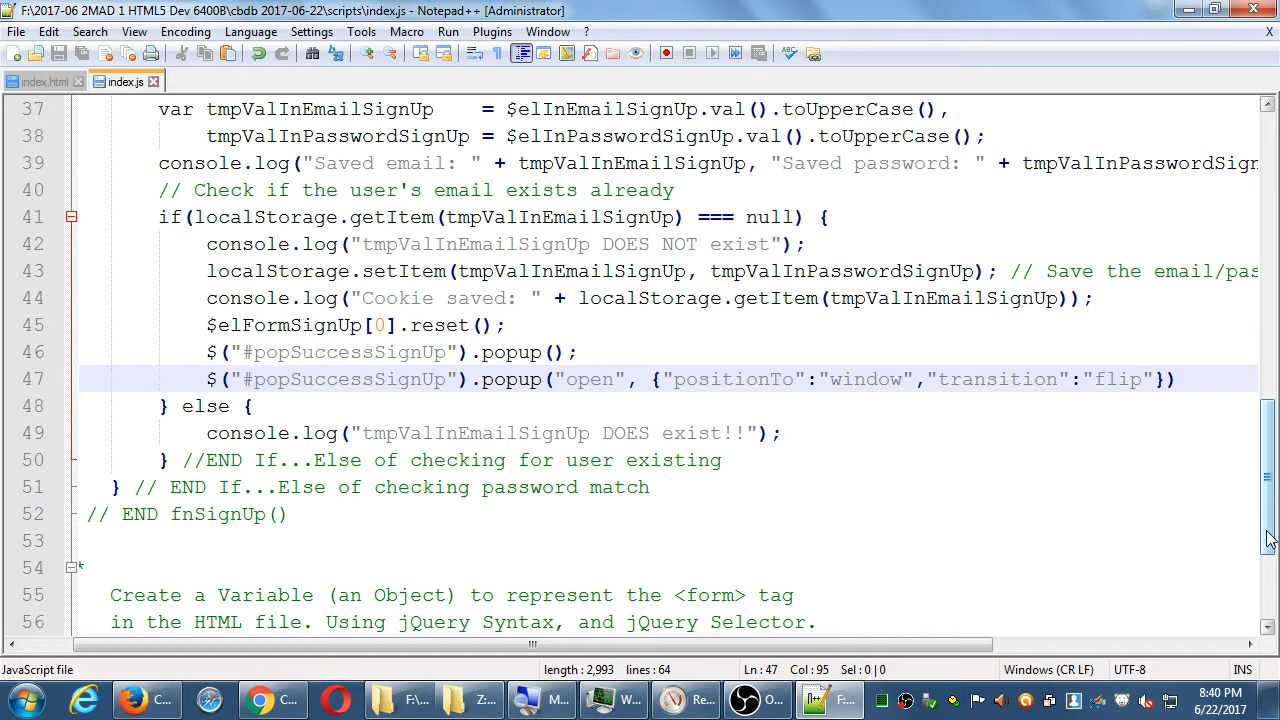 F:\2017-06 2MAD 1 HTML5 Dev 6400B\cbdb 2017-06-22\scripts\index.js - Notepad++ [Administrator]
File Edit Search View Encoding Language Settings Tools Macro Run Plugins Window ? X
index.html index.js
37 var tmpValInEmailSignUp = $elInEmailSignUp.val().toUpperCase(),
38 tmpValInPasswordSignUp = $elInPasswordSignUp.val().toUpperCase();
39 console.log("Saved email: " + tmpValInEmailSignUp, "Saved password: " + tmpValInPasswordSign
40 // Check if the user's email exists already
41 if(localStorage.getItem(tmpValInEmailSignUp) === null) {
42 console.log("tmpValInEmailSignUp DOES NOT exist");
43 localStorage.setItem(tmpValInEmailSignUp, tmpValInPasswordSignUp); // Save the email/pas
44 console.log("Cookie saved: " + localStorage.getItem(tmpValInEmailSignUp));
45 $elFormSignUp[0].reset();
46 $("#popSuccessSignUp").popup();
47 $("#popSuccessSignUp").popup("open", {"positionTo":"window","transition":"flip"})
48 } else {
49 console.log("tmpValInEmailSignUp DOES exist!!");
50 } //END If...Else of checking for user existing
51 } // END If...Else of checking password match
52 // END fnSignUp()
53
54 *
55 Create a Variable (an Object) to represent the <form> tag
56 in the HTML file. Using jQuery Syntax, and jQuery Selector.
JavaScript file length : 2,993 lines : 64 Ln : 47 Col : 95 Sel : 0 | 0 Windows (CR LF) UTF-8 INS
C... C... F:\... Z:... M... W... Re... O... F:... 8:40 PM
6/22/2017